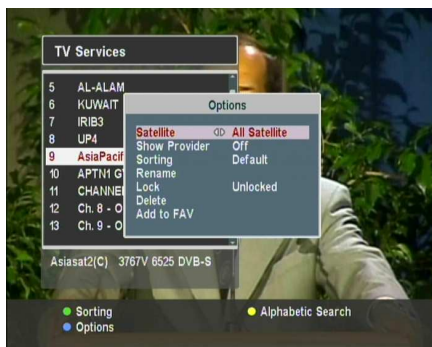 TV Services
5 AL-ALAM
6 KUWAIT
7 IRIB3
8 UP4
9 AsiaPacif
10 APTN1 G
11 CHANNE
12 Ch. 8 - O
13 Ch. 9 - O
Options
Satellite All Satellite
Show Provider Off
Sorting Default
Rename
Lock Unlocked
Delete
Add to FAV
Asiasat2(C) 3767V 6525 DVB-S
Sorting Alphabetic Search
Options